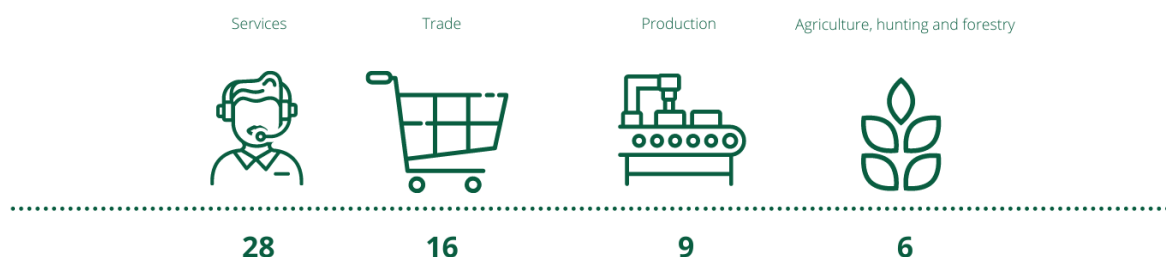 Services
Trade
Production
Agriculture, hunting and forestry
28
16
9
6